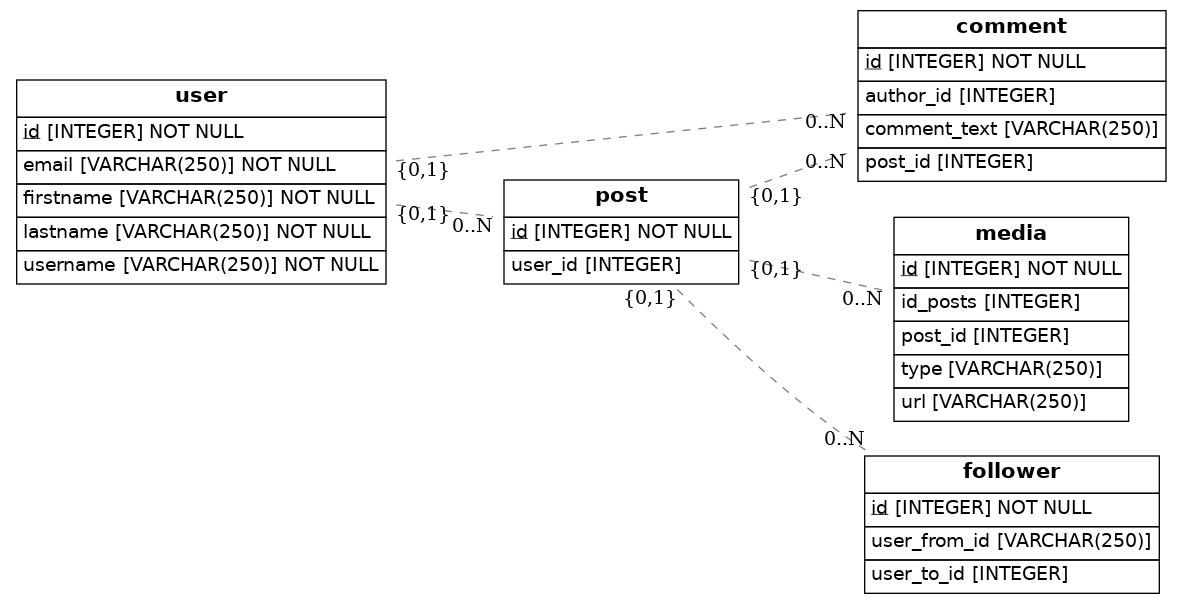 user
id [INTEGER] NOT NULL
email [VARCHAR(250)] NOT NULL
firstname [VARCHAR(250)] NOT NULL
lastname [VARCHAR(250)] NOT NULL
username [VARCHAR(250)] NOT NULL
{0,1}
0..N
{0,1}
0..N
post
id [INTEGER] NOT NULL
user_id [INTEGER]
{0,1}
0..N
{0,1}
0..N
{0,1}
0..N
comment
id [INTEGER] NOT NULL
author_id [INTEGER]
comment_text [VARCHAR(250)]
post_id [INTEGER]
media
id [INTEGER] NOT NULL
id_posts [INTEGER]
post_id [INTEGER]
type [VARCHAR(250)]
url [VARCHAR(250)]
follower
id [INTEGER] NOT NULL
user_from_id [VARCHAR(250)]
user_to_id [INTEGER]